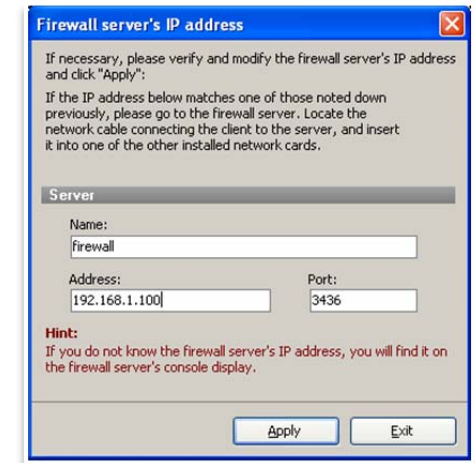 Firewall server's IP address
If necessary, please verify and modify the firewall server's IP address
and click "Apply":
If the IP address below matches one of those noted down
previously, please go to the firewall server. Locate the
network cable connecting the client to the server, and insert
it into one of the other installed network cards.
Server
Name:
firewall
Address: Port:
192.168.1.100 3436
Hint:
If you do not know the firewall server's IP address, you will find it on
the firewall server's console display.
Apply Exit